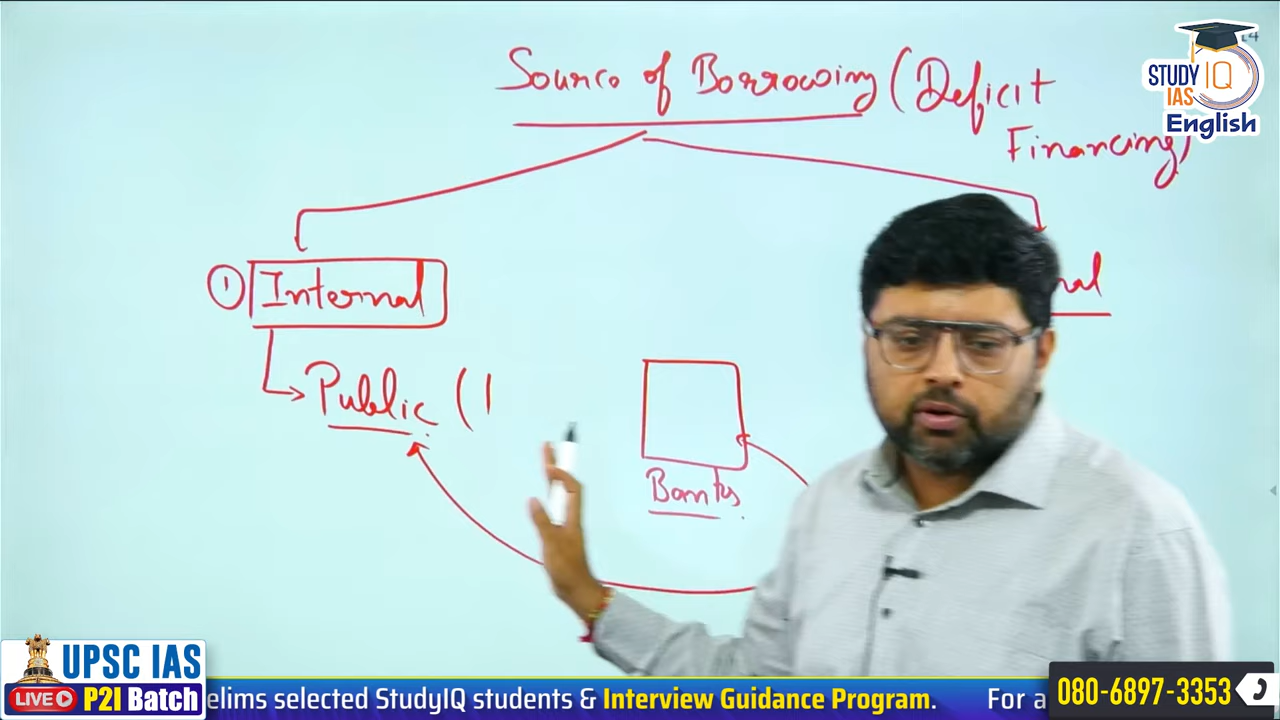 Source of Borrowing (Deficit
Financing)
① Internal
nal
Public (
Banks
STUDY IQ
IAS
English
UPSC IAS
LIVE P2I Batch
elims selected StudyIQ students & Interview Guidance Program. For a
080-6897-3353